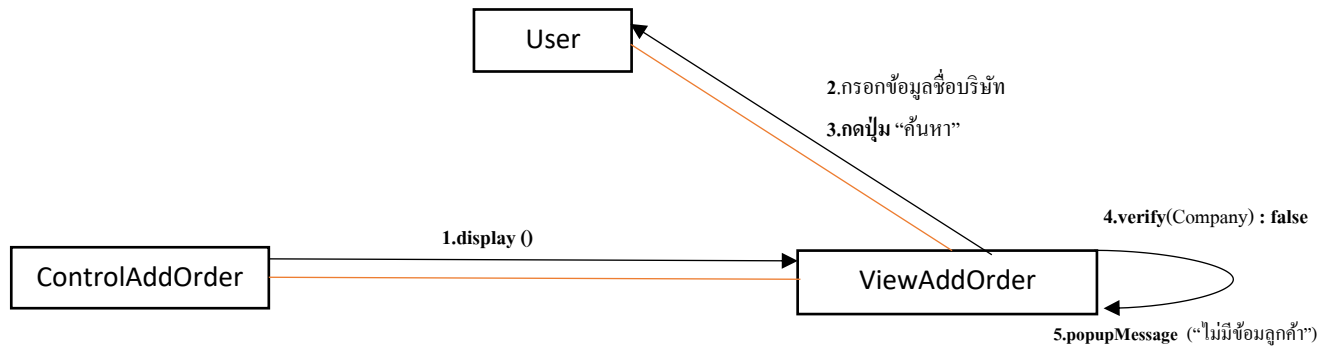 User
2.กรอกข้อมูลชื่อบริษัท
3.กดปุ่ม “ค้นหา”
4.verify(Company) : false
1.display ()
ControlAddOrder
ViewAddOrder
5.popupMessage (“ไม่มีข้อมลูกค้า”)